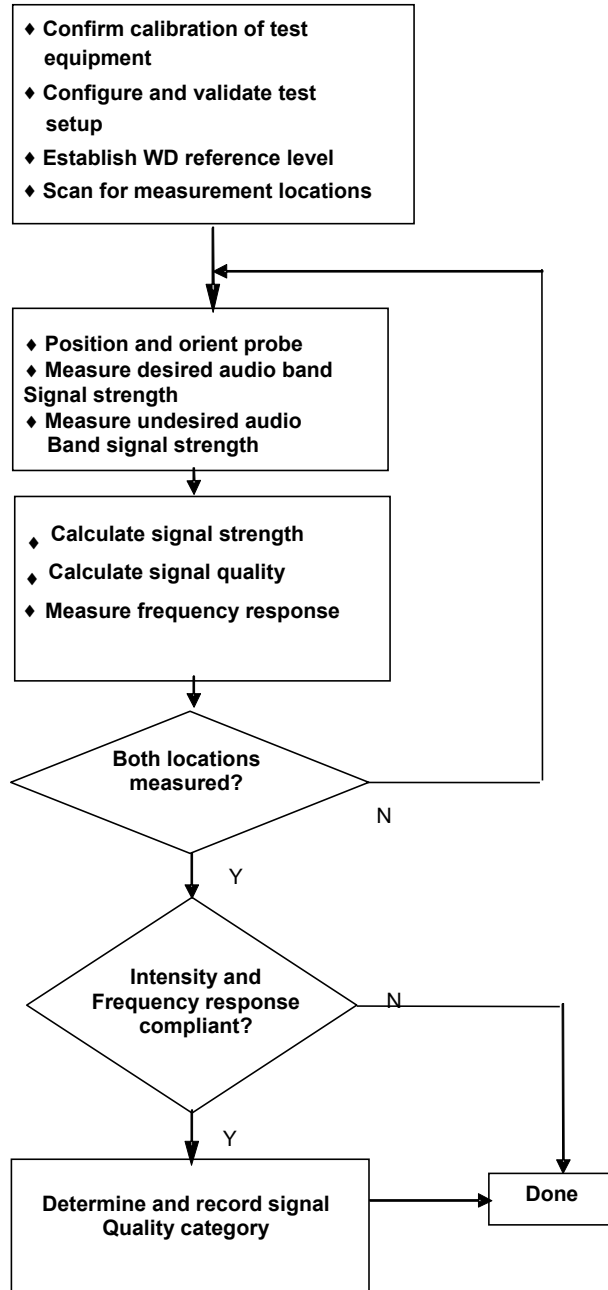 ♦ Confirm calibration of test
equipment
♦ Configure and validate test
setup
♦ Establish WD reference level
♦ Scan for measurement locations
♦ Position and orient probe
♦ Measure desired audio band
Signal strength
♦ Measure undesired audio
Band signal strength
♦ Calculate signal strength
♦ Calculate signal quality
♦ Measure frequency response
Both locations
measured?
N
Y
Intensity and
Frequency response
compliant?
N
Y
Determine and record signal
Quality category
Done